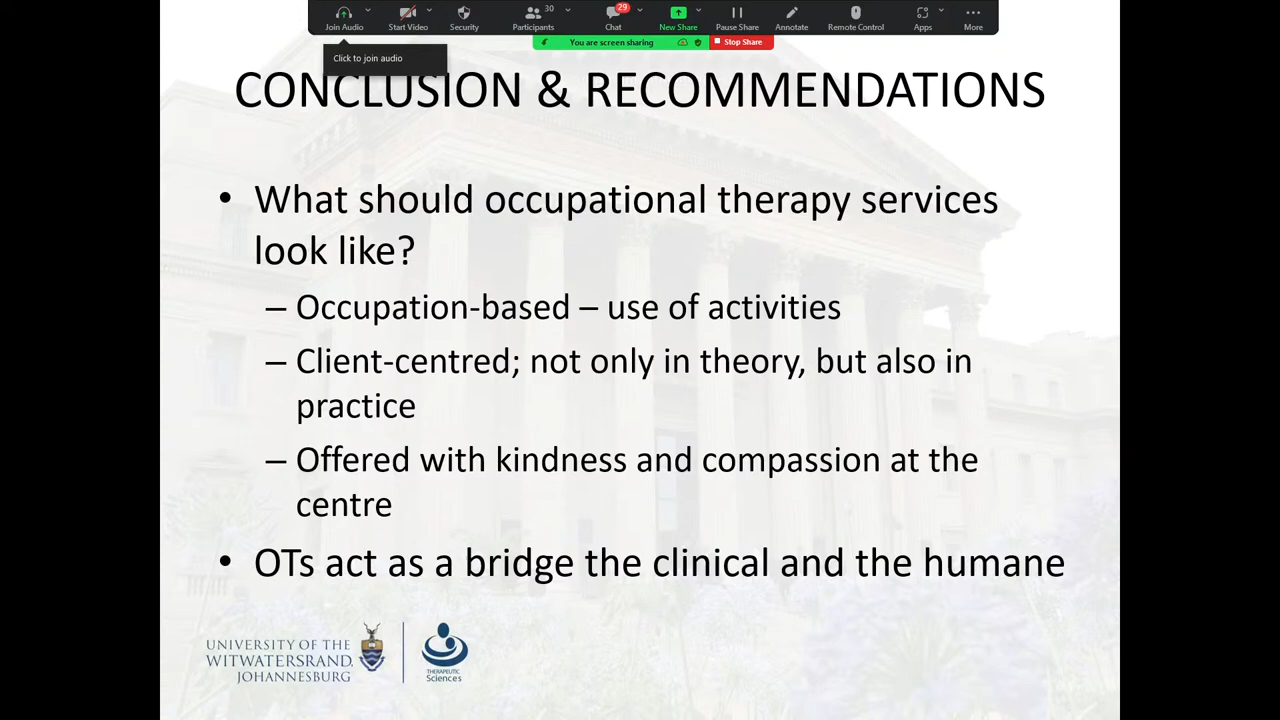 Join Audio
Start Video
Security
Participants
30
Chat
29
New Share
Pause Share
Annotate
Remote Control
Apps
More
You are screen sharing
Stop Share
Click to join audio
CONCLUSION & RECOMMENDATIONS
• What should occupational therapy services
look like?
– Occupation-based – use of activities
– Client-centred; not only in theory, but also in
practice
– Offered with kindness and compassion at the
centre
• OTs act as a bridge the clinical and the humane
UNIVERSITY OF THE
WITWATERSRAND,
JOHANNESBURG
THERAPEUTIC
Sciences